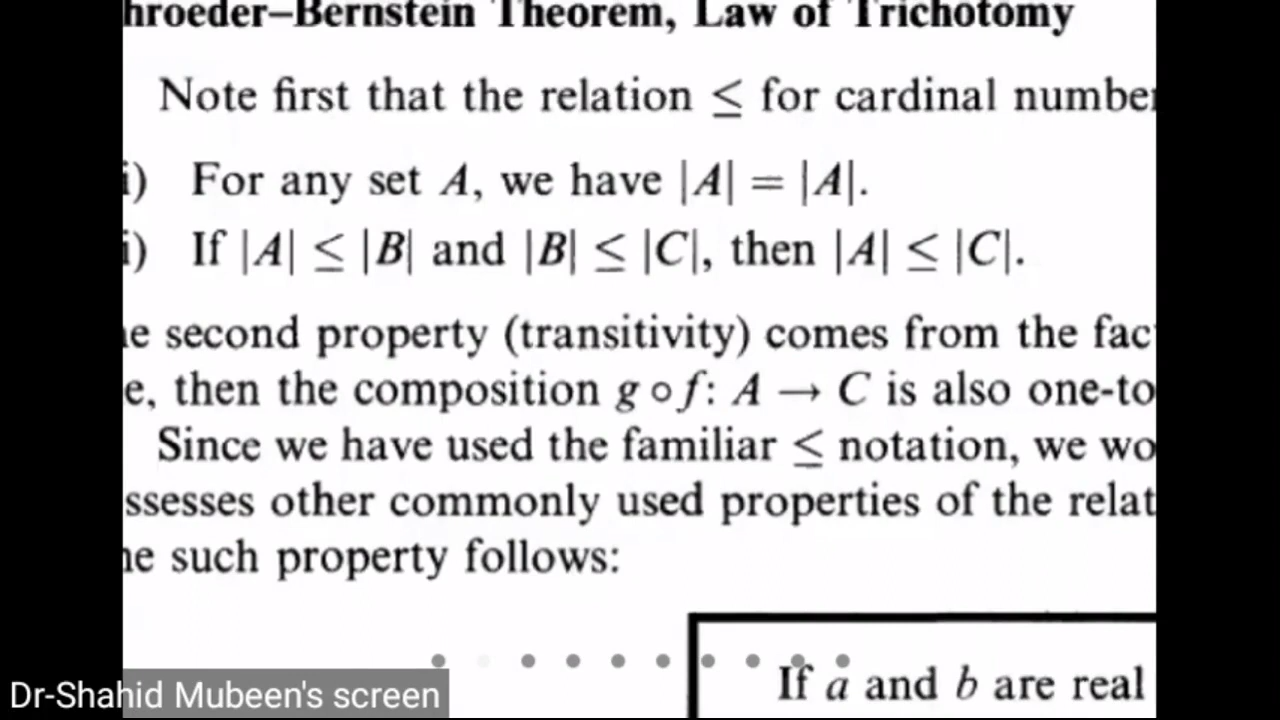 hroeder–Bernstein Theorem, Law of Trichotomy
Note first that the relation ≤ for cardinal number
i) For any set A, we have |A| = |A|.
i) If |A| ≤ |B| and |B| ≤ |C|, then |A| ≤ |C|.
e second property (transitivity) comes from the fac
e, then the composition g ∘ f: A → C is also one-to
Since we have used the familiar ≤ notation, we wo
ssesses other commonly used properties of the relat
e such property follows:
If a and b are real
Dr-Shahid Mubeen's screen